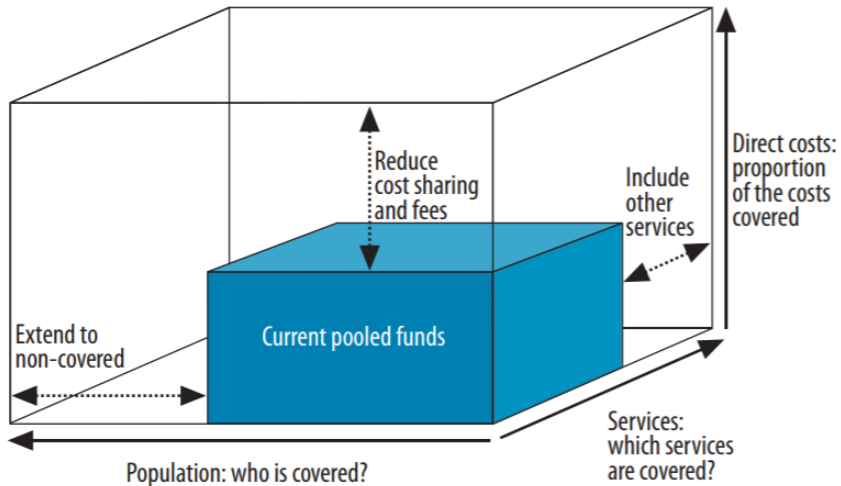 Reduce
cost sharing
and fees
Include
other
services
Direct costs:
proportion
of the costs
covered
Extend to
non-covered
Current pooled funds
Population: who is covered?
Services:
which services
are covered?